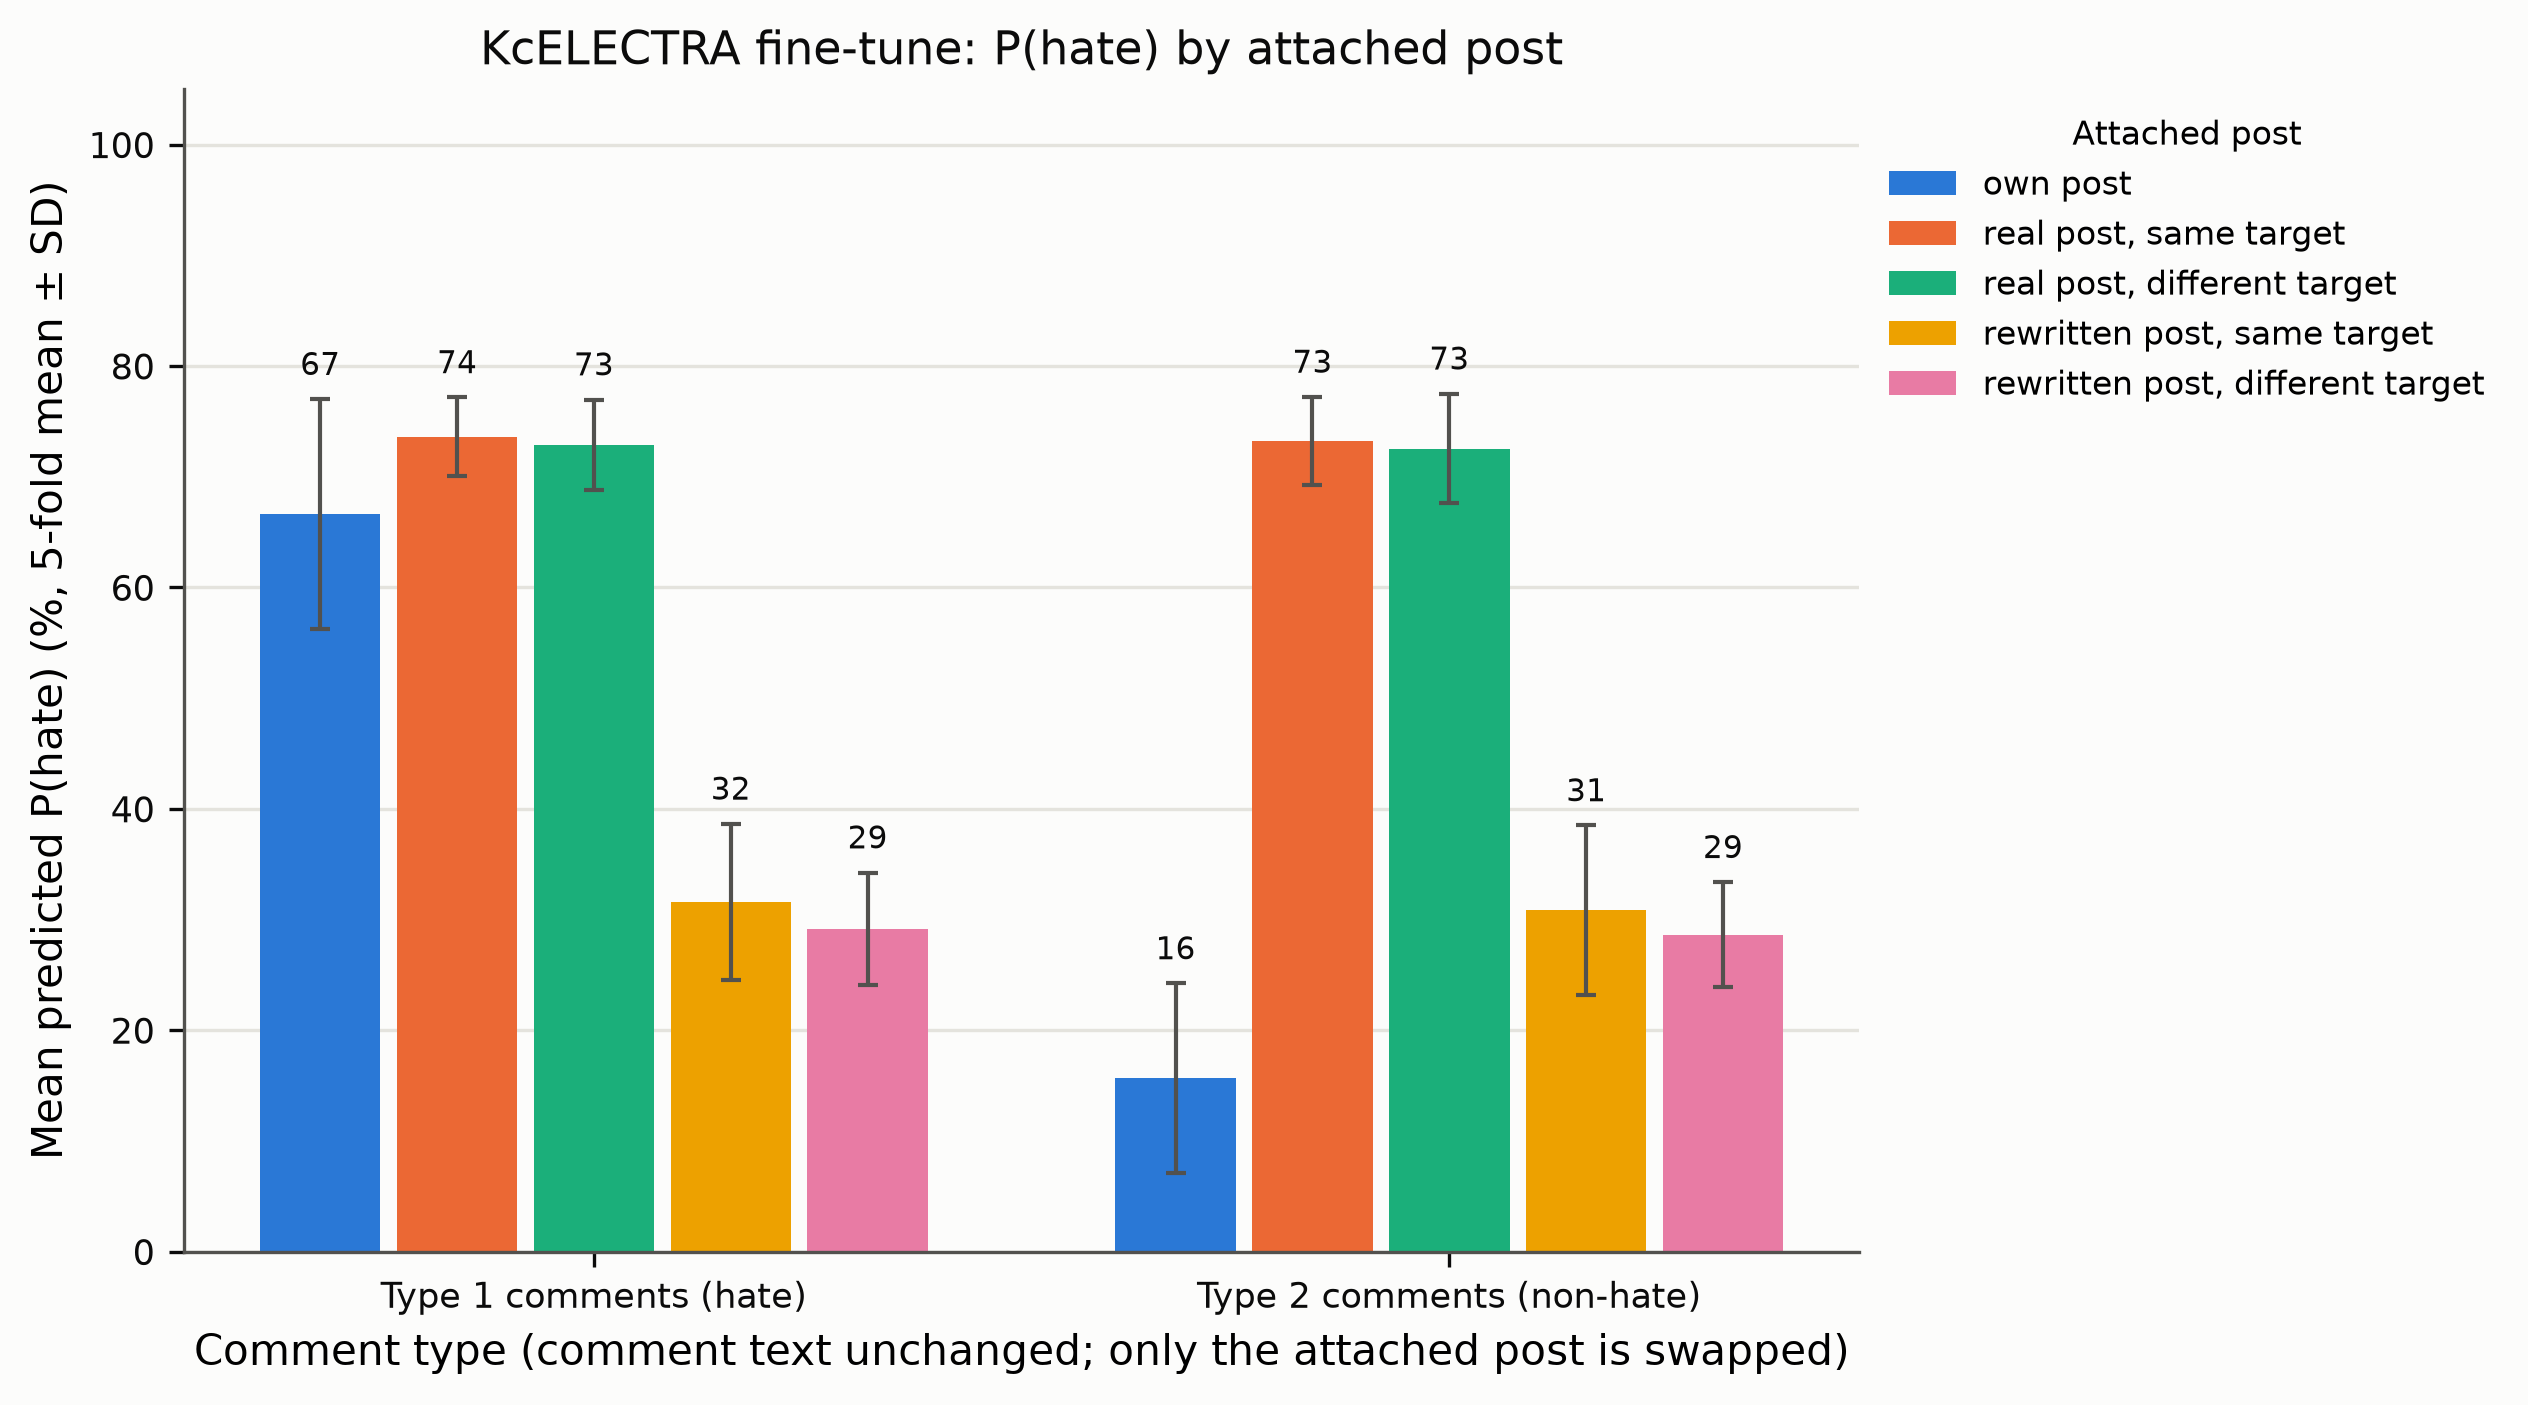 KcELECTRA fine-tune: P(hate) by attached post
Mean predicted P(hate) (%, 5-fold mean ± SD)
100
80
60
40
20
0
67
74
73
32
29
16
73
73
31
29
Type 1 comments (hate)
Type 2 comments (non-hate)
Comment type (comment text unchanged; only the attached post is swapped)
Attached post
own post
real post, same target
real post, different target
rewritten post, same target
rewritten post, different target